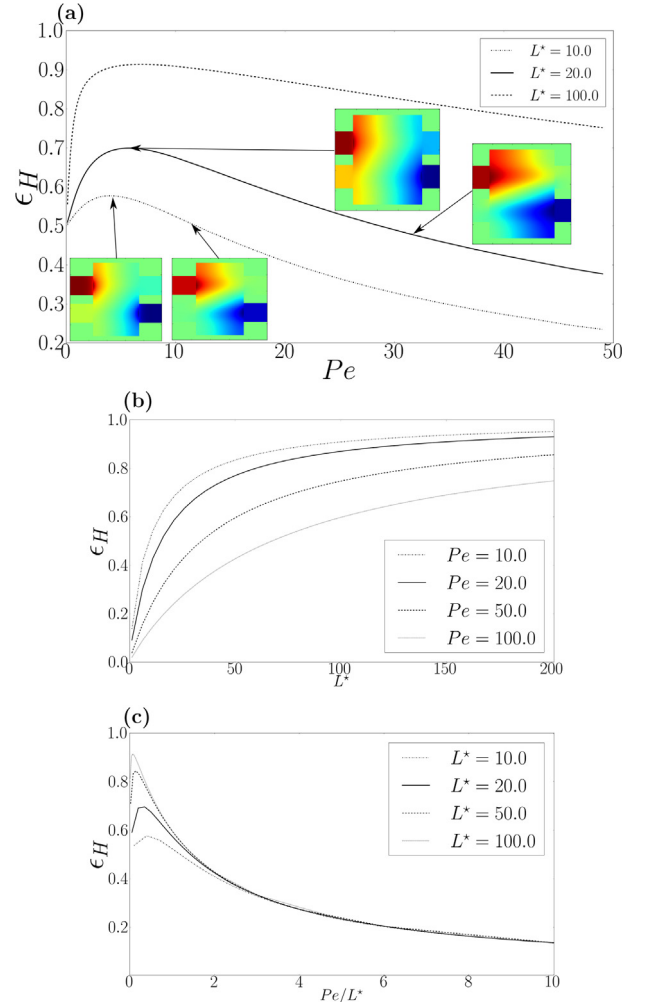 (a)
1.0
0.9
0.8
0.7
0.6
0.5
0.4
0.3
0.2
ϵ_H
0 10 20 30 40 50
Pe
L* = 10.0
L* = 20.0
L* = 100.0
(b)
1.0
0.8
0.6
0.4
0.2
0.0
ϵ_H
0 50 100 150 200
L*
Pe = 10.0
Pe = 20.0
Pe = 50.0
Pe = 100.0
(c)
1.0
0.8
0.6
0.4
0.2
ϵ_H
0 2 4 6 8 10
Pe/L*
L* = 10.0
L* = 20.0
L* = 50.0
L* = 100.0